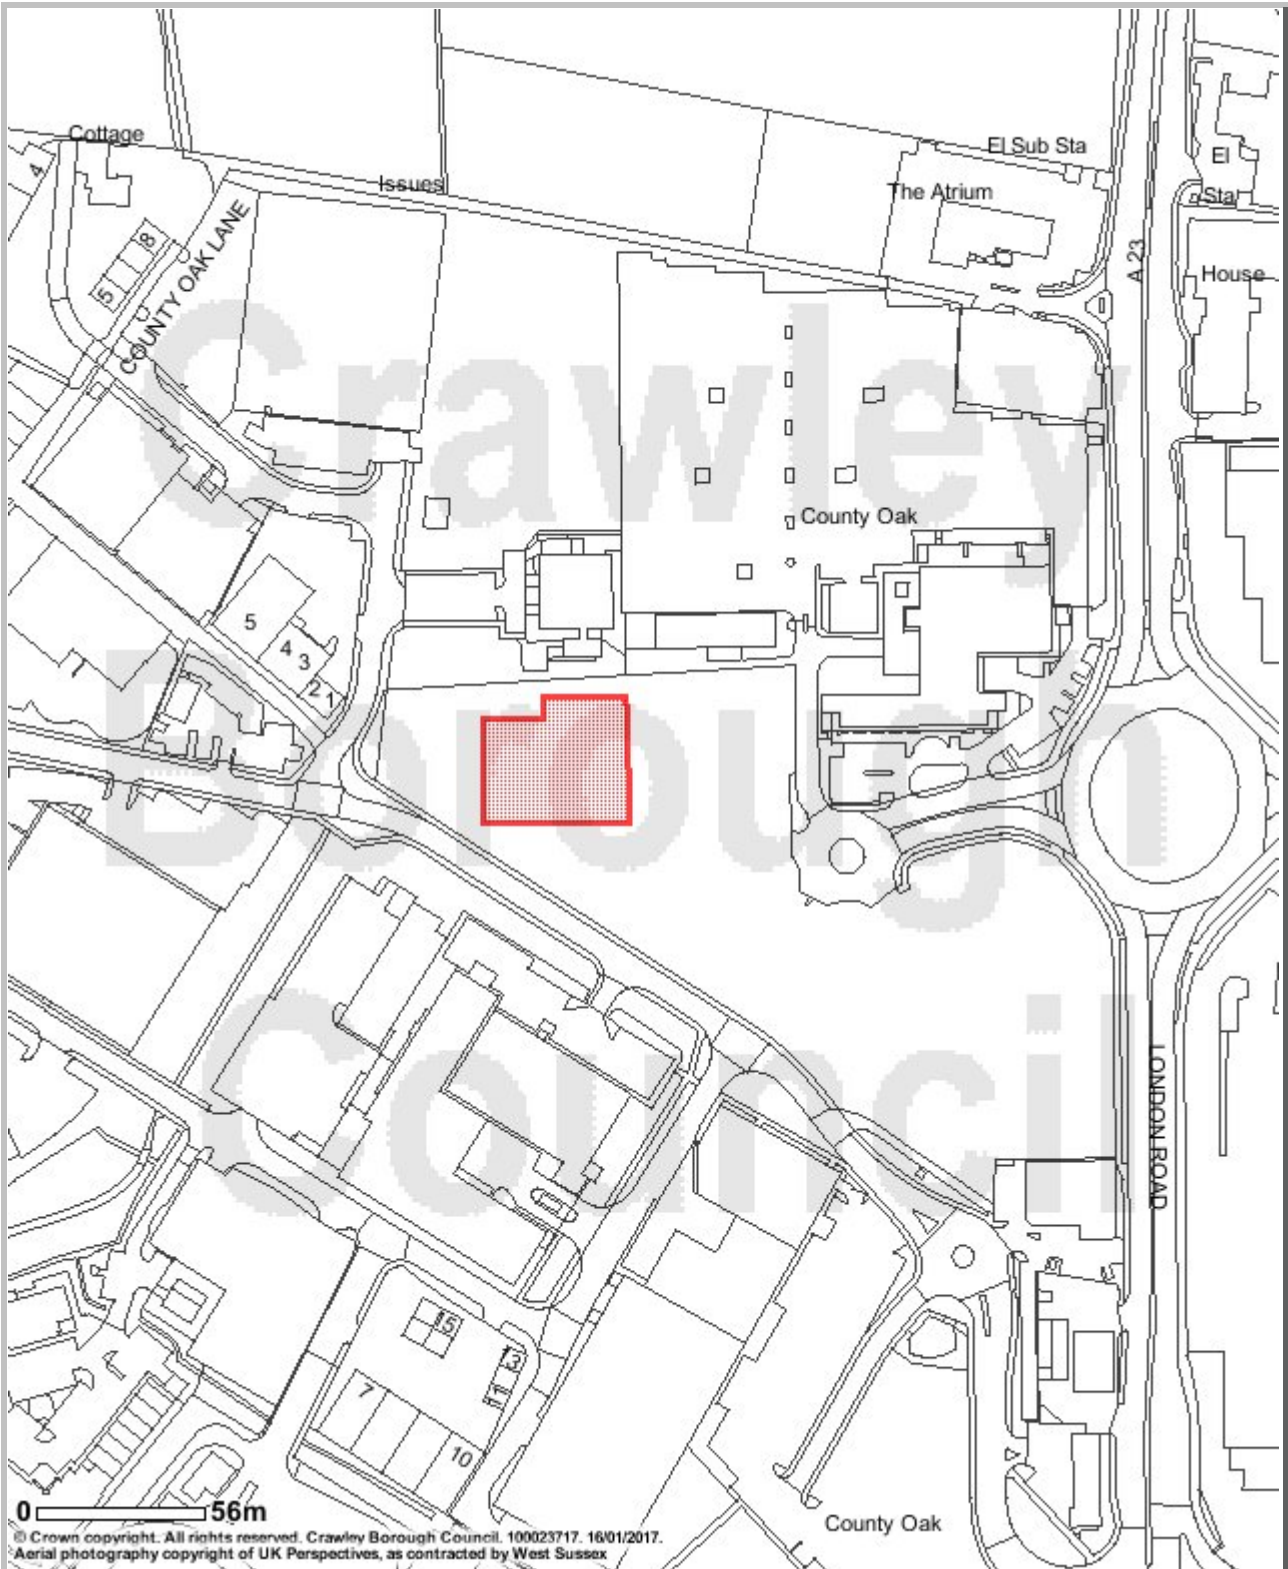 Cottage
4
Issues
El Sub Sta
The Atrium
El
Sta
A 23
House
8
5
COUNTY OAK LANE
Crawley
County Oak
5
4
3
2
1
Borough
Council
LONDON ROAD
15
13
11
7
10
County Oak
0 56m
© Crown copyright. All rights reserved. Crawley Borough Council. 100023717. 16/01/2017.
Aerial photography copyright of UK Perspectives, as contracted by West Sussex